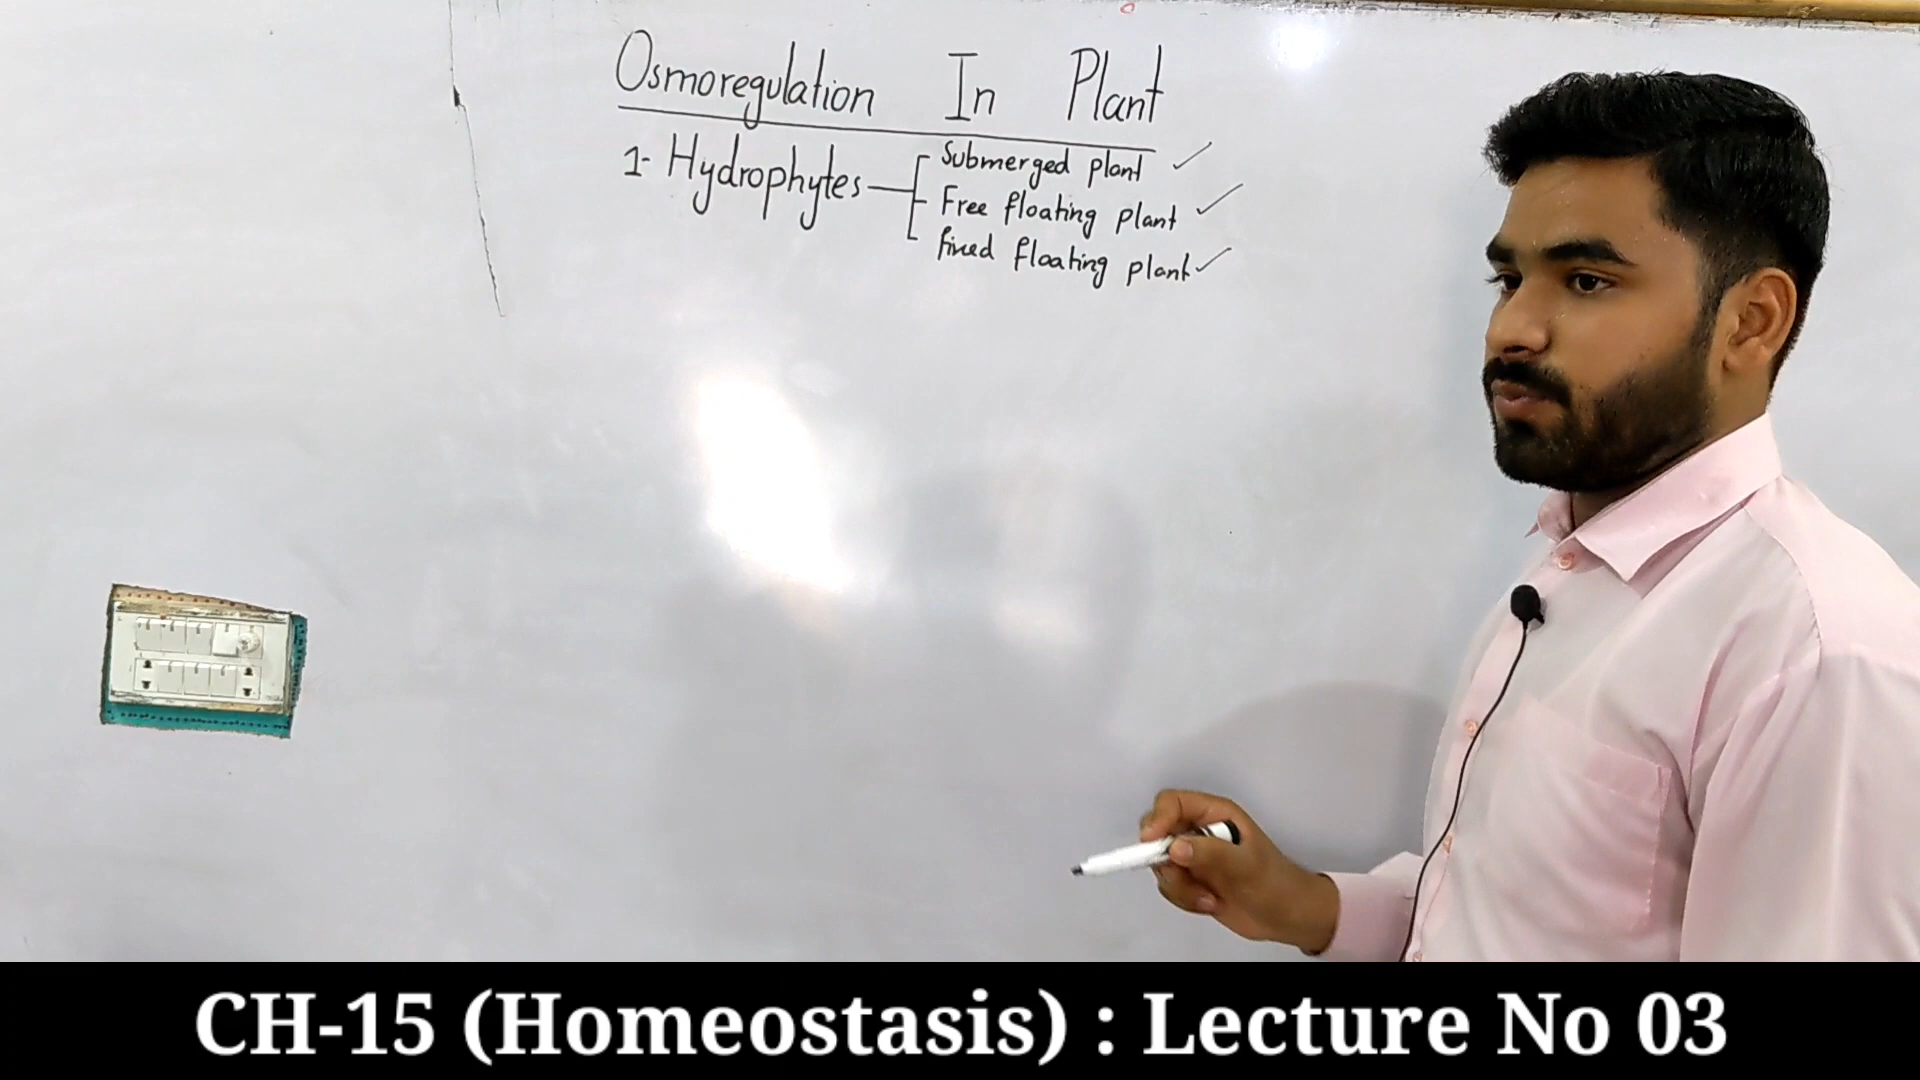 Osmoregulation In Plant
1- Hydrophytes
Submerged plant
Free floating plant
fixed floating plant
CH-15 (Homeostasis) : Lecture No 03